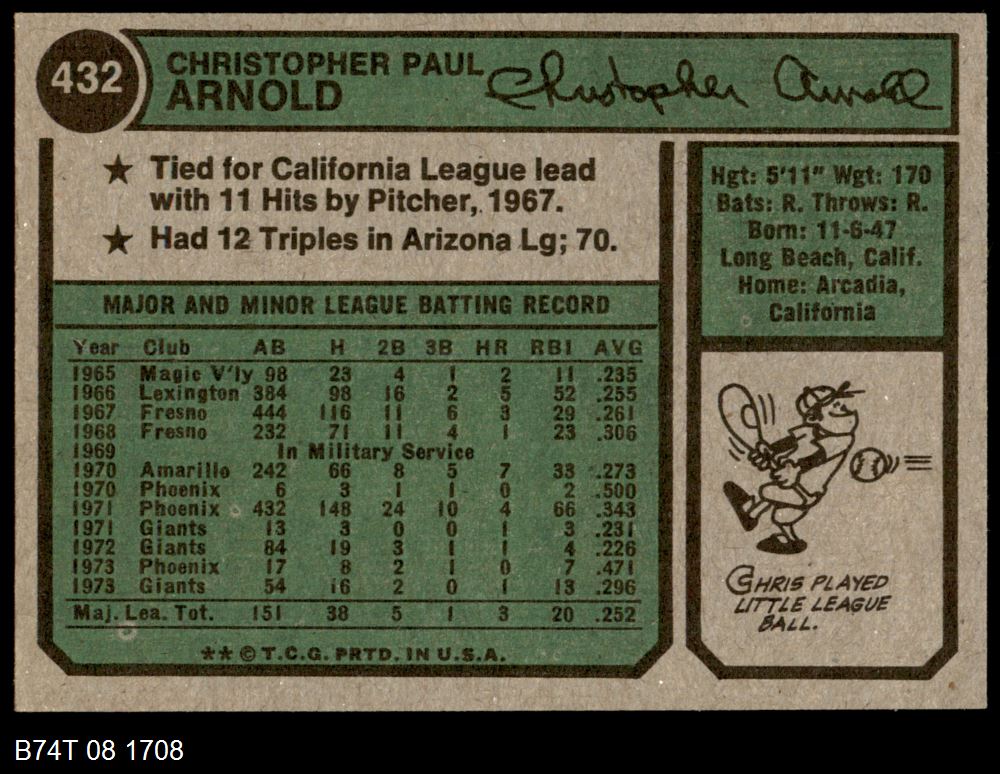 432
CHRISTOPHER PAUL
ARNOLD
Christopher Arnold
★ Tied for California League lead
with 11 Hits by Pitcher, 1967.
★ Had 12 Triples in Arizona Lg; 70.
Hgt: 5'11" Wgt: 170
Bats: R. Throws: R.
Born: 11-6-47
Long Beach, Calif.
Home: Arcadia,
California
MAJOR AND MINOR LEAGUE BATTING RECORD
Year Club AB H 2B 3B HR RBI AVG
1965 Magic V'ly 98 23 4 1 2 11 .235
1966 Lexington 384 98 16 2 5 52 .255
1967 Fresno 444 116 11 6 3 29 .261
1968 Fresno 232 71 11 4 1 23 .306
1969 In Military Service
1970 Amarillo 242 66 8 5 7 33 .273
1970 Phoenix 6 3 1 1 0 2 .500
1971 Phoenix 432 148 24 10 4 66 .343
1971 Giants 13 3 0 0 1 3 .231
1972 Giants 84 19 3 1 1 4 .226
1973 Phoenix 17 8 2 1 0 7 .471
1973 Giants 54 16 2 0 1 13 .296
Maj. Lea. Tot. 151 38 5 1 3 20 .252
** © T.C.G. PRTD. IN U.S.A.
CHRIS PLAYED
LITTLE LEAGUE
BALL.
B74T 08 1708